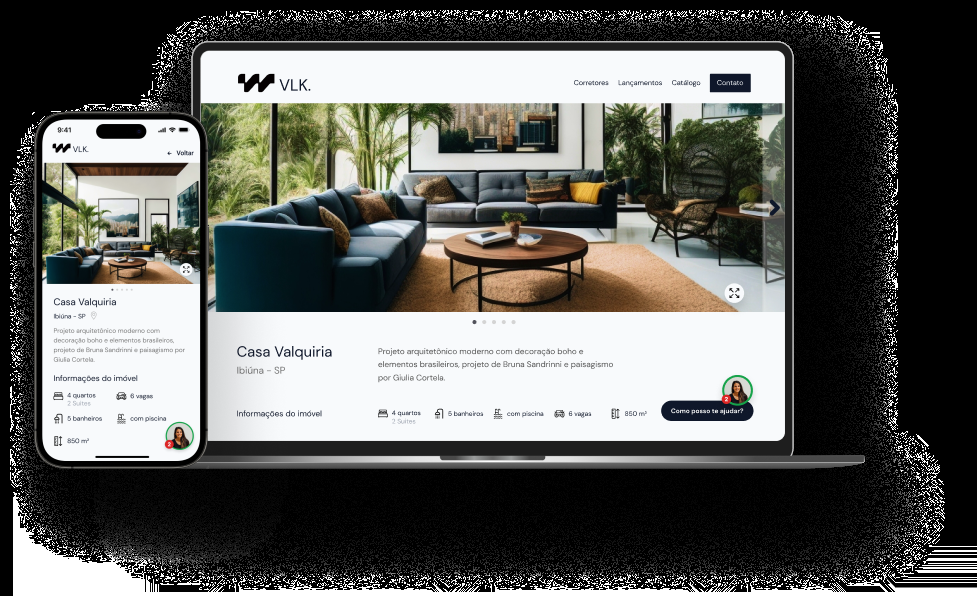 VLK.
Corretores Lançamentos Catálogo Contato
Casa Valquiria
Ibiúna - SP
Projeto arquitetônico moderno com decoração boho e
elementos brasileiros, projeto de Bruna Sandrinni e paisagismo
por Giulia Cortela.
Informações do imóvel
4 quartos
2 Suítes
5 banheiros
com piscina
6 vagas
850 m²
2
Como posso te ajudar?
9:41
VLK.
← Voltar
Casa Valquiria
Ibiúna - SP
Projeto arquitetônico moderno com
decoração boho e elementos brasileiros,
projeto de Bruna Sandrinni e paisagismo por
Giulia Cortela.
Informações do imóvel
4 quartos
2 Suítes
6 vagas
5 banheiros
com piscina
850 m²
2